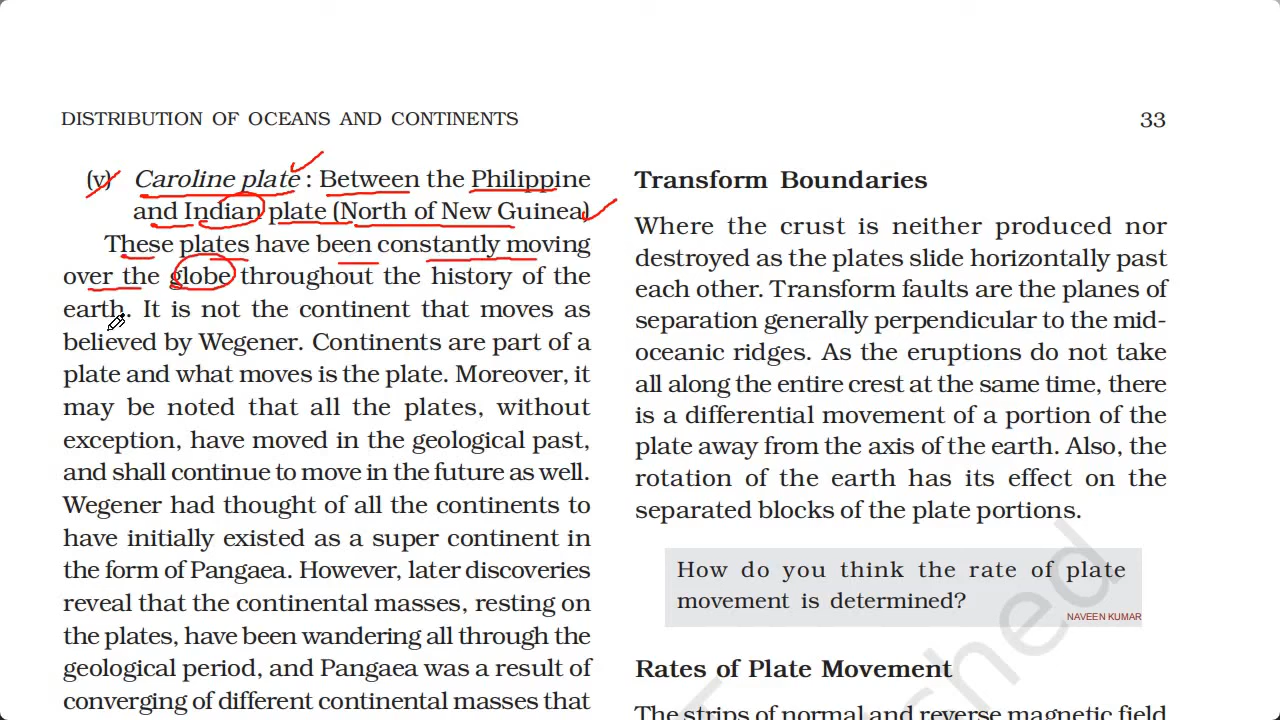 DISTRIBUTION OF OCEANS AND CONTINENTS
33
(v) Caroline plate : Between the Philippine
and Indian plate (North of New Guinea)
These plates have been constantly moving
over the globe throughout the history of the
earth. It is not the continent that moves as
believed by Wegener. Continents are part of a
plate and what moves is the plate. Moreover, it
may be noted that all the plates, without
exception, have moved in the geological past,
and shall continue to move in the future as well.
Wegener had thought of all the continents to
have initially existed as a super continent in
the form of Pangaea. However, later discoveries
reveal that the continental masses, resting on
the plates, have been wandering all through the
geological period, and Pangaea was a result of
converging of different continental masses that
Transform Boundaries
Where the crust is neither produced nor
destroyed as the plates slide horizontally past
each other. Transform faults are the planes of
separation generally perpendicular to the mid-
oceanic ridges. As the eruptions do not take
all along the entire crest at the same time, there
is a differential movement of a portion of the
plate away from the axis of the earth. Also, the
rotation of the earth has its effect on the
separated blocks of the plate portions.
How do you think the rate of plate
movement is determined?
NAVEEN KUMAR
Rates of Plate Movement
The strips of normal and reverse magnetic field